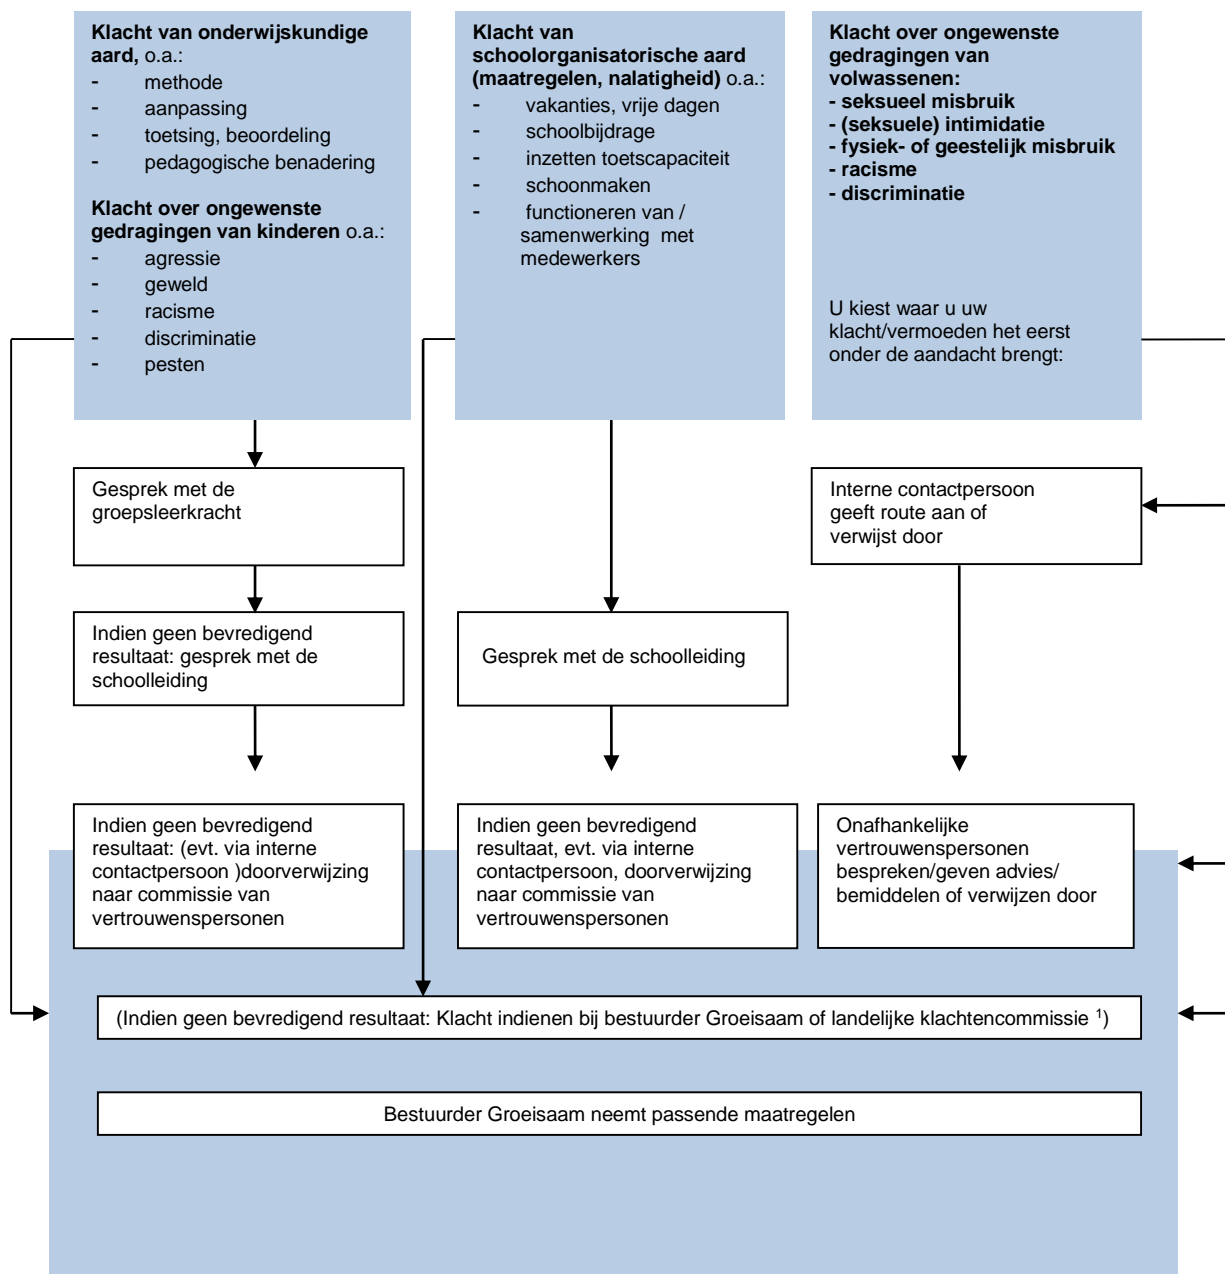 Klacht van onderwijskundige
aard, o.a.:
- methode
- aanpassing
- toetsing, beoordeling
- pedagogische benadering
Klacht over ongewenste
gedragingen van kinderen o.a.:
- agressie
- geweld
- racisme
- discriminatie
- pesten
Klacht van
schoolorganisatorische aard
(maatregelen, nalatigheid) o.a.:
- vakanties, vrije dagen
- schoolbijdrage
- inzetten toetscapaciteit
- schoonmaken
- functioneren van /
samenwerking met
medewerkers
Klacht over ongewenste
gedragingen van
volwassenen:
- seksueel misbruik
- (seksuele) intimidatie
- fysiek- of geestelijk misbruik
- racisme
- discriminatie
U kiest waar u uw
klacht/vermoeden het eerst
onder de aandacht brengt:
Gesprek met de
groepsleerkracht
Interne contactpersoon
geeft route aan of
verwijst door
Indien geen bevredigend
resultaat: gesprek met de
schoolleiding
Gesprek met de schoolleiding
Indien geen bevredigend
resultaat: (evt. via interne
contactpersoon )doorverwijzing
naar commissie van
vertrouwenspersonen
Indien geen bevredigend
resultaat, evt. via interne
contactpersoon, doorverwijzing
naar commissie van
vertrouwenspersonen
Onafhankelijke
vertrouwenspersonen
bespreken/geven advies/
bemiddelen of verwijzen door
(Indien geen bevredigend resultaat: Klacht indienen bij bestuurder Groeisaam of landelijke klachtencommissie ¹)
Bestuurder Groeisaam neemt passende maatregelen